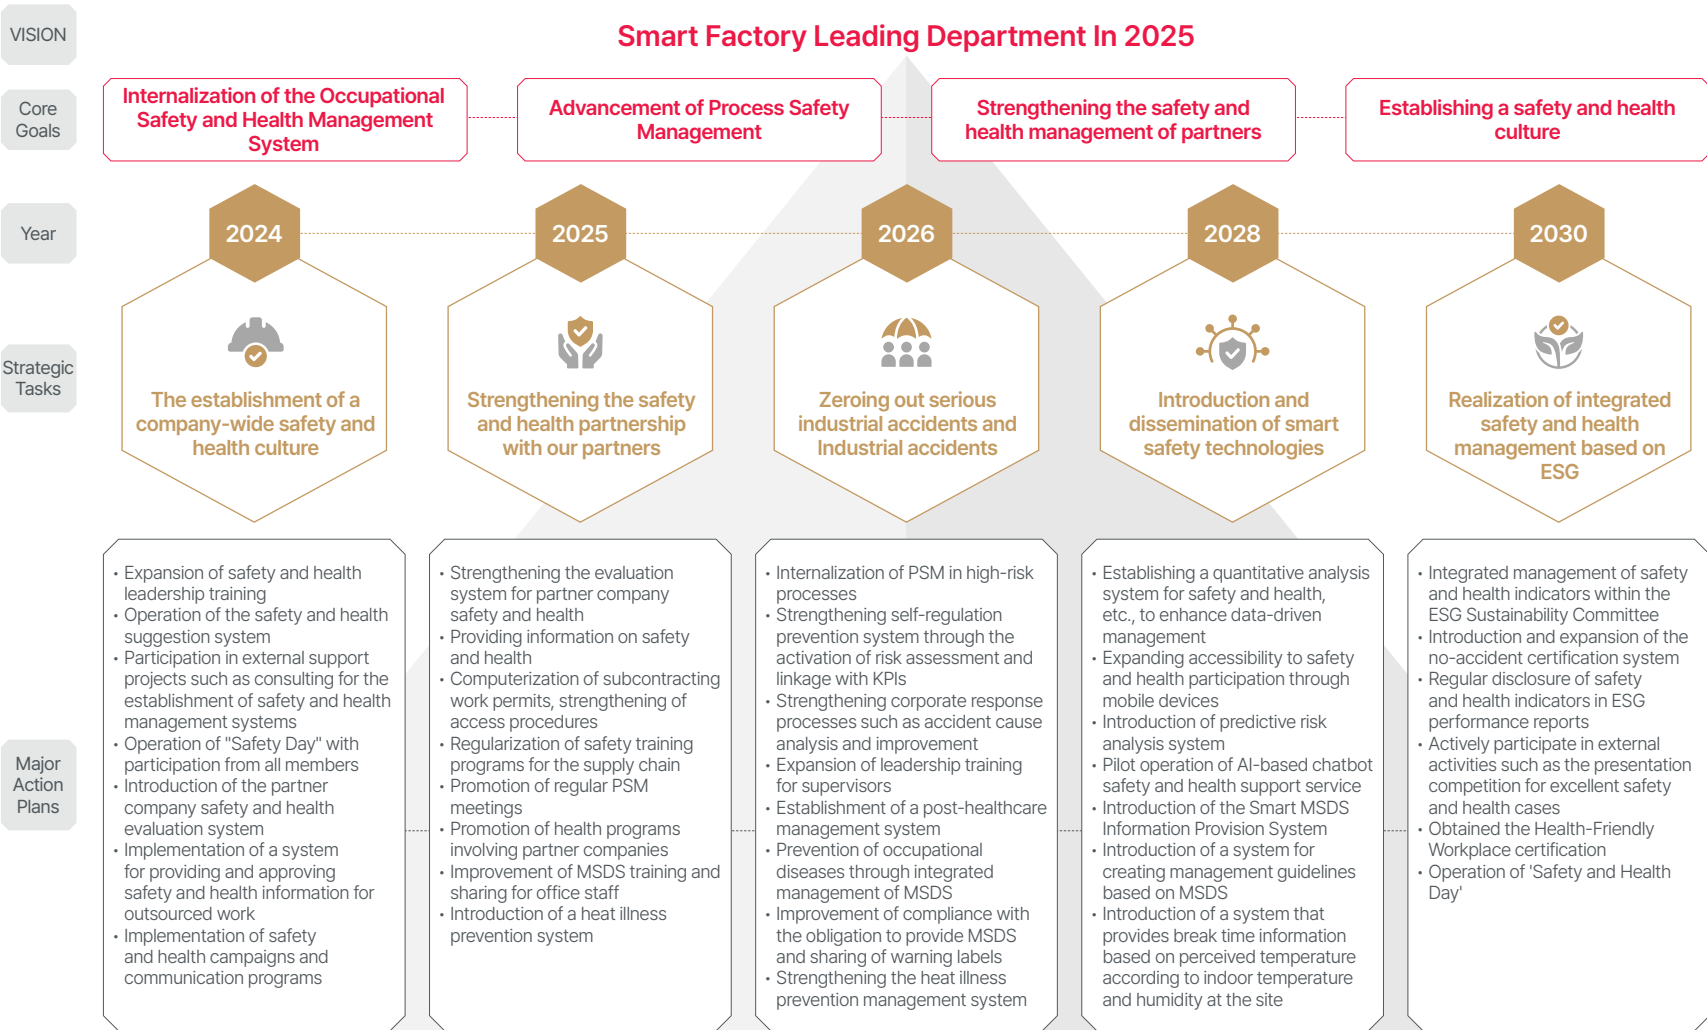 VISION
Smart Factory Leading Department In 2025
Core
Goals
Internalization of the Occupational
Safety and Health Management
System
Advancement of Process Safety
Management
Strengthening the safety and
health management of partners
Establishing a safety and health
culture
Year
2024
2025
2026
2028
2030
Strategic
Tasks
The establishment of a
company-wide safety and
health culture
Strengthening the safety
and health partnership
with our partners
Zeroing out serious
industrial accidents and
Industrial accidents
Introduction and
dissemination of smart
safety technologies
Realization of integrated
safety and health
management based on
ESG
Major
Action
Plans
• Expansion of safety and health
leadership training
• Operation of the safety and health
suggestion system
• Participation in external support
projects such as consulting for the
establishment of safety and health
management systems
• Operation of "Safety Day" with
participation from all members
• Introduction of the partner
company safety and health
evaluation system
• Implementation of a system
for providing and approving
safety and health information for
outsourced work
• Implementation of safety
and health campaigns and
communication programs
• Strengthening the evaluation
system for partner company
safety and health
• Providing information on safety
and health
• Computerization of subcontracting
work permits, strengthening of
access procedures
• Regularization of safety training
programs for the supply chain
• Promotion of regular PSM
meetings
• Promotion of health programs
involving partner companies
• Improvement of MSDS training and
sharing for office staff
• Introduction of a heat illness
prevention system
• Internalization of PSM in high-risk
processes
• Strengthening self-regulation
prevention system through the
activation of risk assessment and
linkage with KPIs
• Strengthening corporate response
processes such as accident cause
analysis and improvement
• Expansion of leadership training
for supervisors
• Establishment of a post-healthcare
management system
• Prevention of occupational
diseases through integrated
management of MSDS
• Improvement of compliance with
the obligation to provide MSDS
and sharing of warning labels
• Strengthening the heat illness
prevention management system
• Establishing a quantitative analysis
system for safety and health,
etc., to enhance data-driven
management
• Expanding accessibility to safety
and health participation through
mobile devices
• Introduction of predictive risk
analysis system
• Pilot operation of AI-based chatbot
safety and health support service
• Introduction of the Smart MSDS
Information Provision System
• Introduction of a system for
creating management guidelines
based on MSDS
• Introduction of a system that
provides break time information
based on perceived temperature
according to indoor temperature
and humidity at the site
• Integrated management of safety
and health indicators within the
ESG Sustainability Committee
• Introduction and expansion of the
no-accident certification system
• Regular disclosure of safety
and health indicators in ESG
performance reports
• Actively participate in external
activities such as the presentation
competition for excellent safety
and health cases
• Obtained the Health-Friendly
Workplace certification
• Operation of 'Safety and Health
Day'